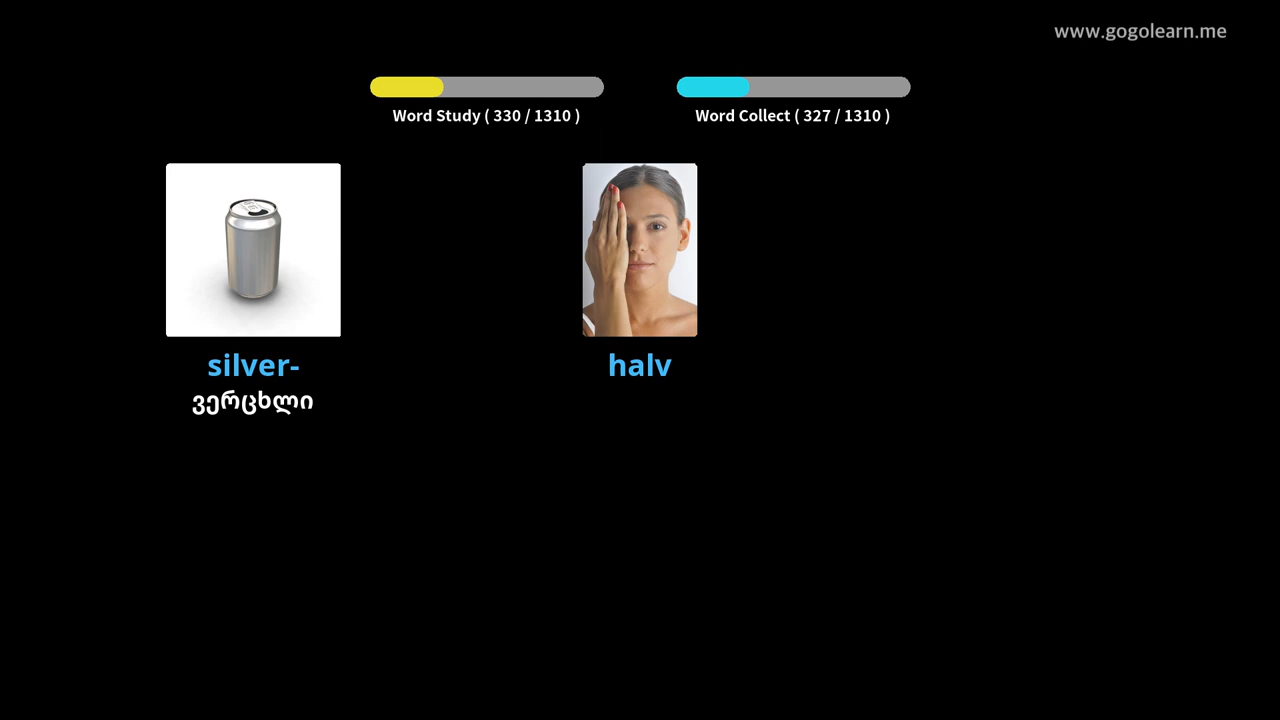 www.gogolearn.me
Word Study ( 330 / 1310 )
Word Collect ( 327 / 1310 )
silver-
ვერცხლი
halv